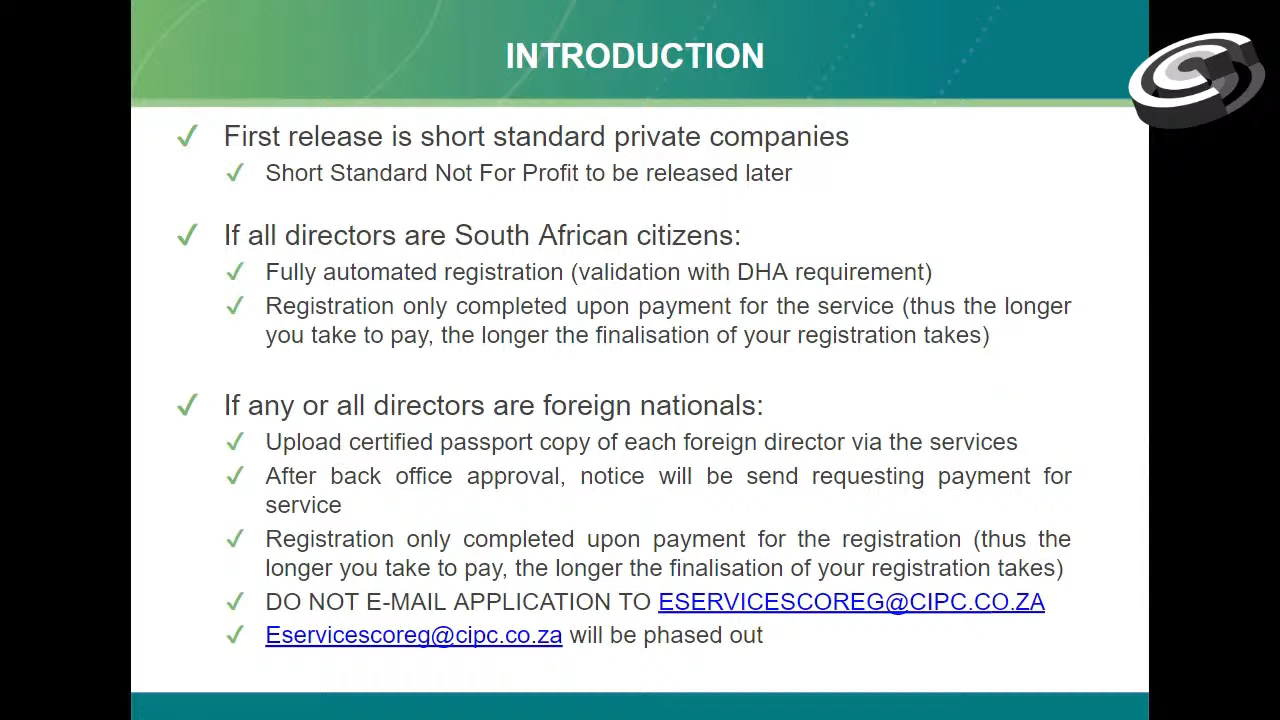 INTRODUCTION
First release is short standard private companies
Short Standard Not For Profit to be released later
If all directors are South African citizens:
Fully automated registration (validation with DHA requirement)
Registration only completed upon payment for the service (thus the longer
you take to pay, the longer the finalisation of your registration takes)
If any or all directors are foreign nationals:
Upload certified passport copy of each foreign director via the services
After back office approval, notice will be send requesting payment for
service
Registration only completed upon payment for the registration (thus the
longer you take to pay, the longer the finalisation of your registration takes)
DO NOT E-MAIL APPLICATION TO ESERVICESCOREG@CIPC.CO.ZA
Eservicescoreg@cipc.co.za will be phased out